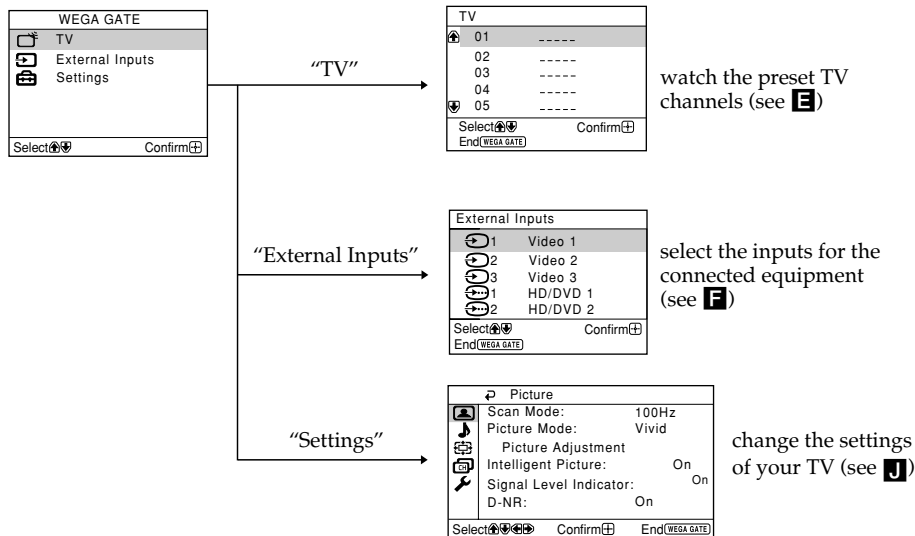 WEGA GATE
TV
External Inputs
Settings
Select Confirm
“TV”
TV
01 -----
02 -----
03 -----
04 -----
05 -----
Select Confirm
End WEGA GATE
watch the preset TV
channels (see E)
“External Inputs”
External Inputs
1 Video 1
2 Video 2
3 Video 3
1 HD/DVD 1
2 HD/DVD 2
Select Confirm
End WEGA GATE
select the inputs for the
connected equipment
(see F)
“Settings”
Picture
Scan Mode: 100Hz
Picture Mode: Vivid
Picture Adjustment
CH Intelligent Picture: On
Signal Level Indicator: On
D-NR: On
Select Confirm End WEGA GATE
change the settings
of your TV (see J)